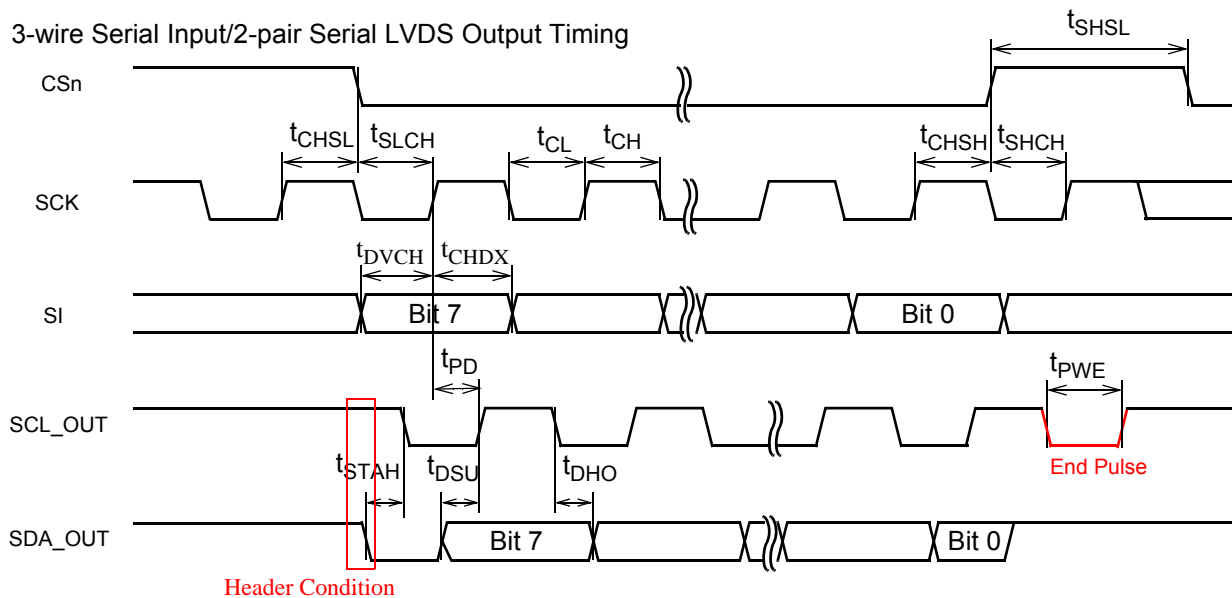 3-wire Serial Input/2-pair Serial LVDS Output Timing
tSHSL
CSn
tCHSL tSLCH tCL tCH tCHSH tSHCH
SCK
tDVCH tCHDX
SI Bit 7 Bit 0
tPD tPWE
SCL_OUT
End Pulse
tSTAH tDSU tDHO
SDA_OUT Bit 7 Bit 0
Header Condition